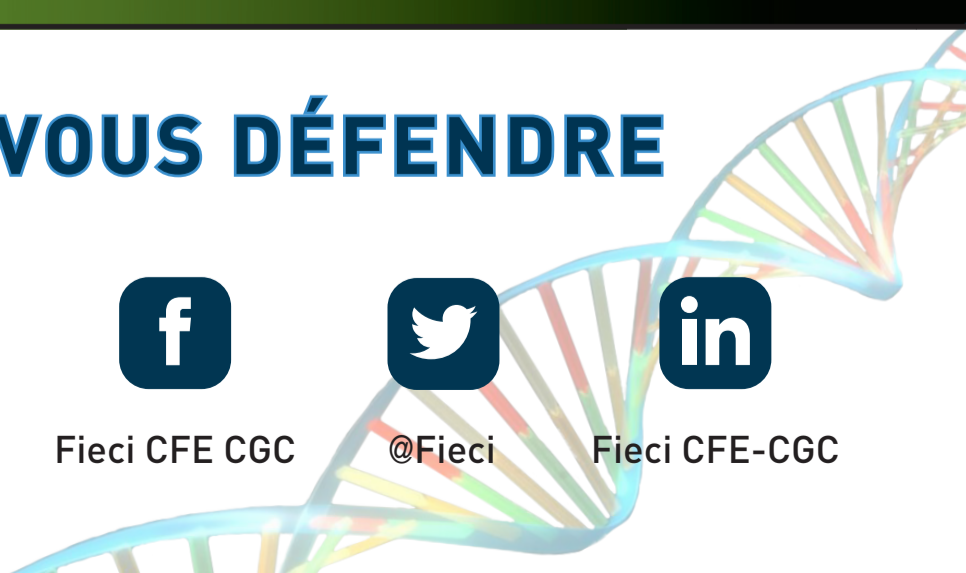 VOUS DÉFENDRE
Fieci CFE CGC
@Fieci
Fieci CFE-CGC